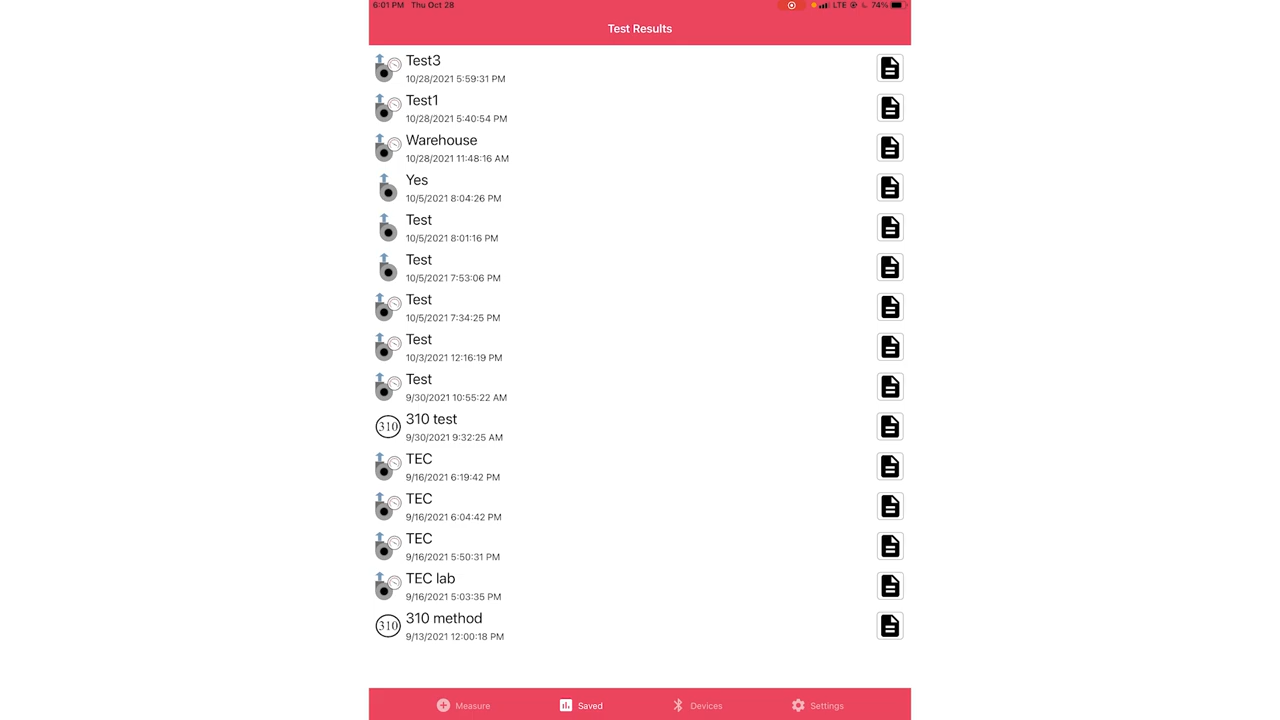 6:01 PM Thu Oct 28
LTE 74%
Test Results
Test3
10/28/2021 5:59:31 PM
Test1
10/28/2021 5:40:54 PM
Warehouse
10/28/2021 11:48:16 AM
Yes
10/5/2021 8:04:26 PM
Test
10/5/2021 8:01:16 PM
Test
10/5/2021 7:53:06 PM
Test
10/5/2021 7:34:25 PM
Test
10/3/2021 12:16:19 PM
Test
9/30/2021 10:55:22 AM
310 310 test
9/30/2021 9:32:25 AM
TEC
9/16/2021 6:19:42 PM
TEC
9/16/2021 6:04:42 PM
TEC
9/16/2021 5:50:31 PM
TEC lab
9/16/2021 5:03:35 PM
310 310 method
9/13/2021 12:00:18 PM
Measure Saved Devices Settings